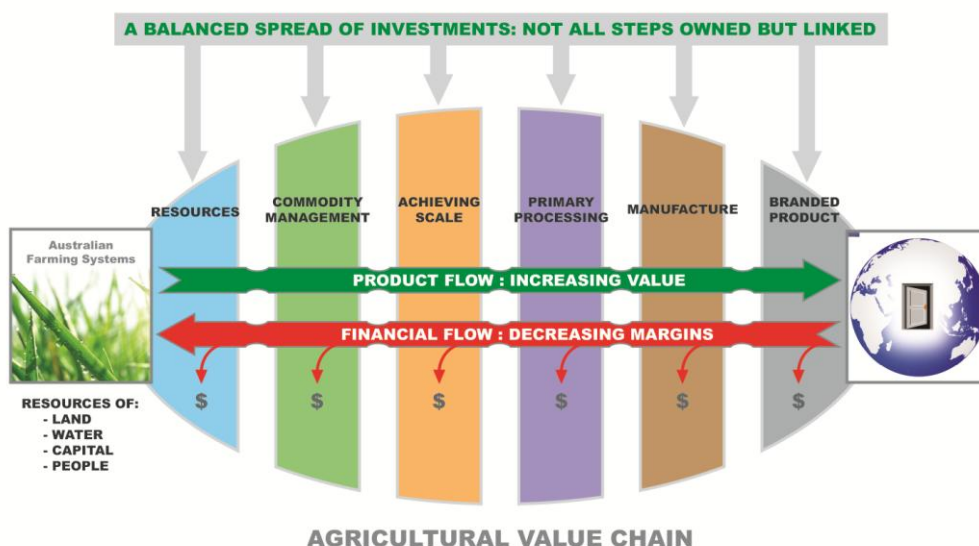 A BALANCED SPREAD OF INVESTMENTS: NOT ALL STEPS OWNED BUT LINKED
RESOURCES
COMMODITY
MANAGEMENT
ACHIEVING
SCALE
PRIMARY
PROCESSING
MANUFACTURE
BRANDED
PRODUCT
Australian
Farming Systems
PRODUCT FLOW : INCREASING VALUE
FINANCIAL FLOW : DECREASING MARGINS
$ $ $ $ $ $
RESOURCES OF:
- LAND
- WATER
- CAPITAL
- PEOPLE
AGRICULTURAL VALUE CHAIN